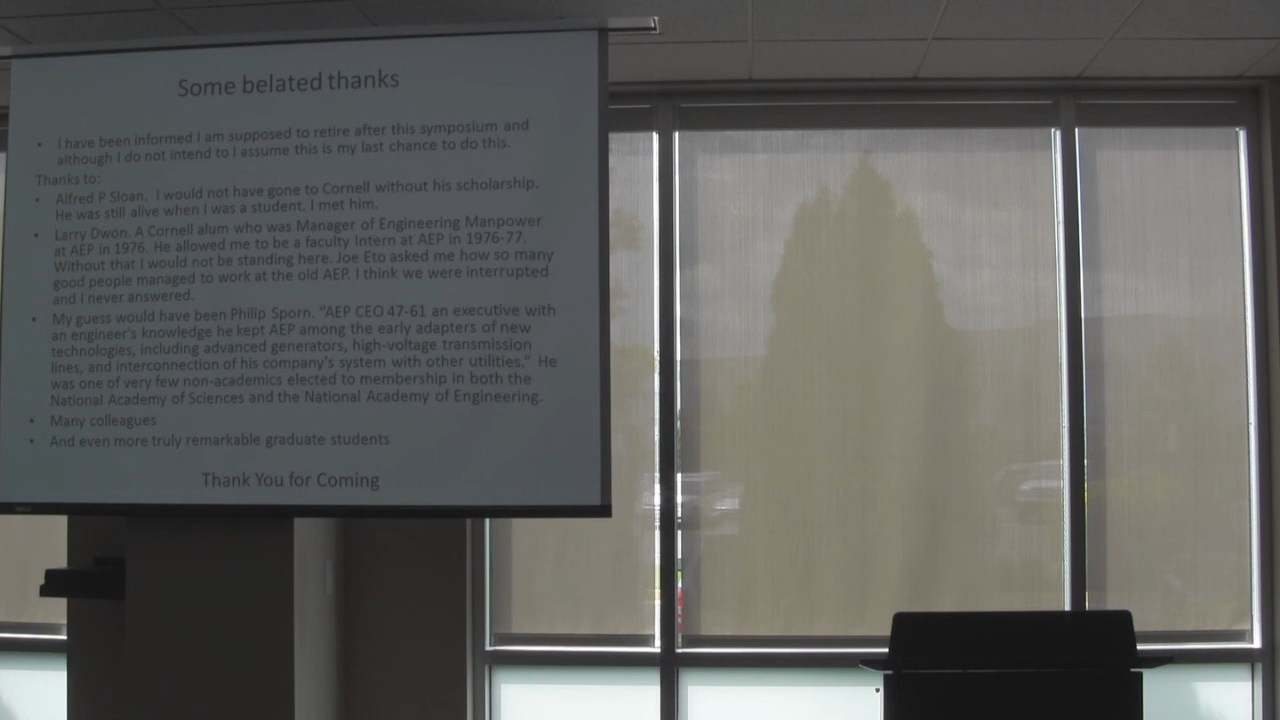 Some belated thanks
• I have been informed I am supposed to retire after this symposium and
although I do not intend to I assume this is my last chance to do this.
Thanks to:
• Alfred P Sloan. I would not have gone to Cornell without his scholarship.
He was still alive when I was a student. I met him.
• Larry Dwon. A Cornell alum who was Manager of Engineering Manpower
at AEP in 1976. He allowed me to be a faculty Intern at AEP in 1976-77.
Without that I would not be standing here. Joe Eto asked me how so many
good people managed to work at the old AEP. I think we were interrupted
and I never answered.
• My guess would have been Philip Sporn. "AEP CEO 47-61 an executive with
an engineer's knowledge he kept AEP among the early adapters of new
technologies, including advanced generators, high-voltage transmission
lines, and interconnection of his company's system with other utilities." He
was one of very few non-academics elected to membership in both the
National Academy of Sciences and the National Academy of Engineering.
• Many colleagues
• And even more truly remarkable graduate students
Thank You for Coming